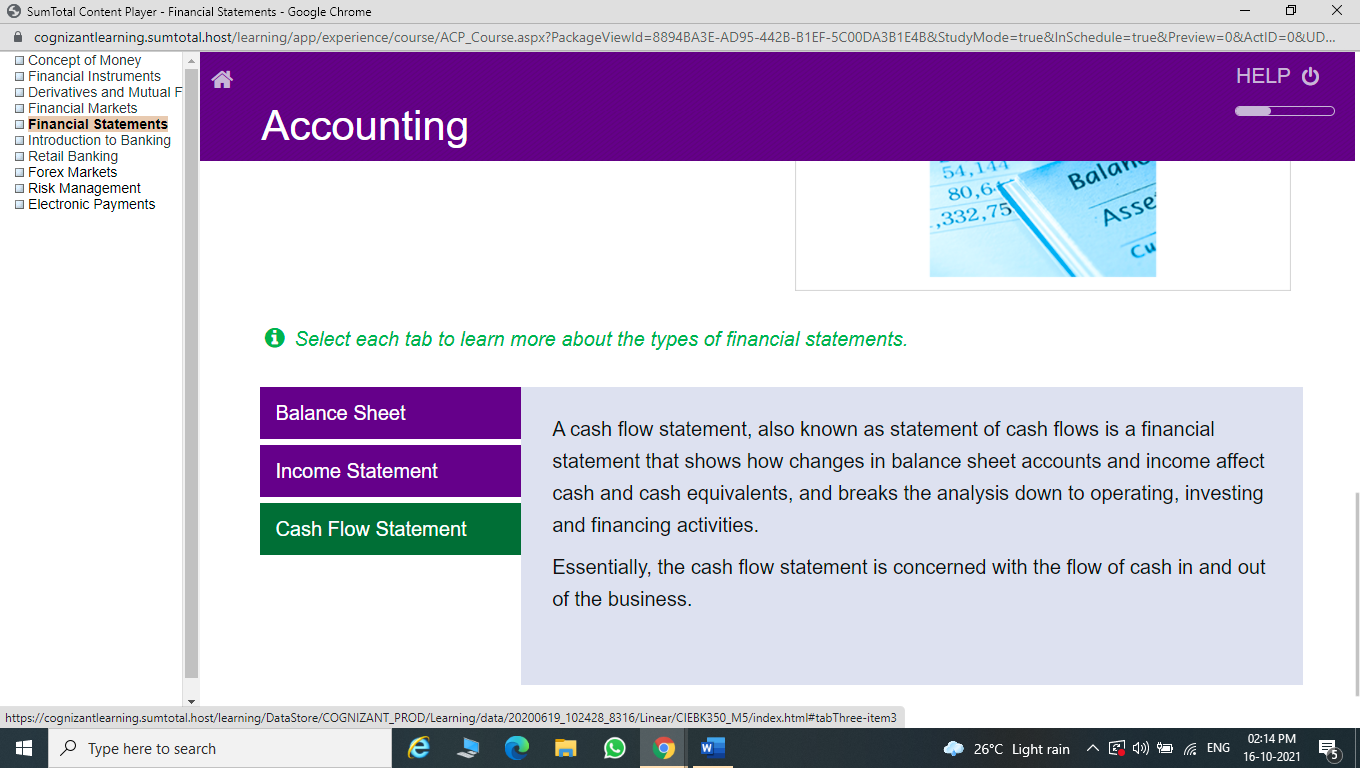 SumTotal Content Player - Financial Statements - Google Chrome
cognizantlearning.sumtotal.host/learning/app/experience/course/ACP_Course.aspx?PackageViewId=8894BA3E-AD95-442B-B1EF-5C00DA3B1E4B&StudyMode=true&InSchedule=true&Preview=0&ActID=0&UD...
Concept of Money
Financial Instruments
Derivatives and Mutual F
Financial Markets
Financial Statements
Introduction to Banking
Retail Banking
Forex Markets
Risk Management
Electronic Payments
HELP
Accounting
54,144
80,64
,332,75
Balanc
Asse
Cu
Select each tab to learn more about the types of financial statements.
Balance Sheet
Income Statement
Cash Flow Statement
A cash flow statement, also known as statement of cash flows is a financial
statement that shows how changes in balance sheet accounts and income affect
cash and cash equivalents, and breaks the analysis down to operating, investing
and financing activities.
Essentially, the cash flow statement is concerned with the flow of cash in and out
of the business.
https://cognizantlearning.sumtotal.host/learning/DataStore/COGNIZANT_PROD/Learning/data/20200619_102428_8316/Linear/CIEBK350_M5/index.html#tabThree-item3
Type here to search
26°C Light rain
ENG
02:14 PM
16-10-2021
5